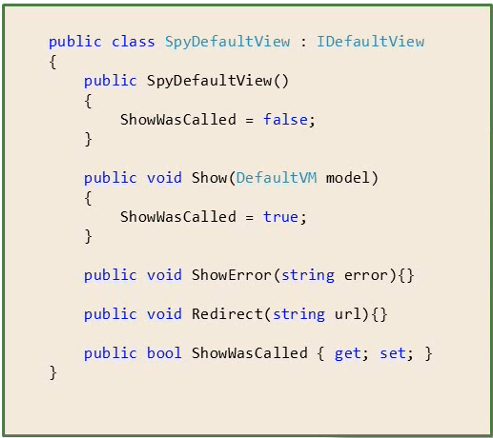 public class SpyDefaultView : IDefaultView
{
    public SpyDefaultView()
    {
        ShowWasCalled = false;
    }

    public void Show(DefaultVM model)
    {
        ShowWasCalled = true;
    }

    public void ShowError(string error){}

    public void Redirect(string url){}

    public bool ShowWasCalled { get; set; }
}